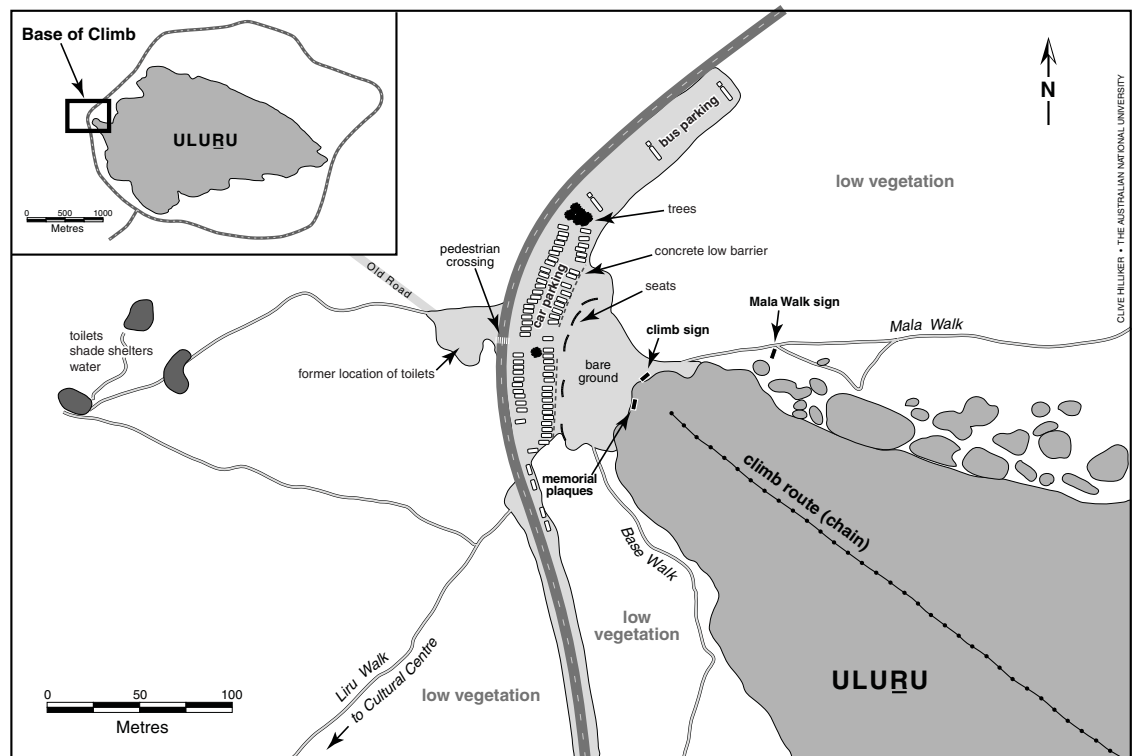 Base of Climb
ULURU
0 500 1000
Metres
N
CLIVE HILLIKER • THE AUSTRALIAN NATIONAL UNIVERSITY
bus parking
low vegetation
trees
pedestrian
crossing
concrete low barrier
Old Road
car parking
seats
Mala Walk sign
climb sign
Mala Walk
toilets
shade shelters
water
former location of toilets
bare
ground
memorial
plaques
climb route (chain)
Base Walk
low
vegetation
Liru Walk
to Cultural Centre
low vegetation
ULURU
0 50 100
Metres